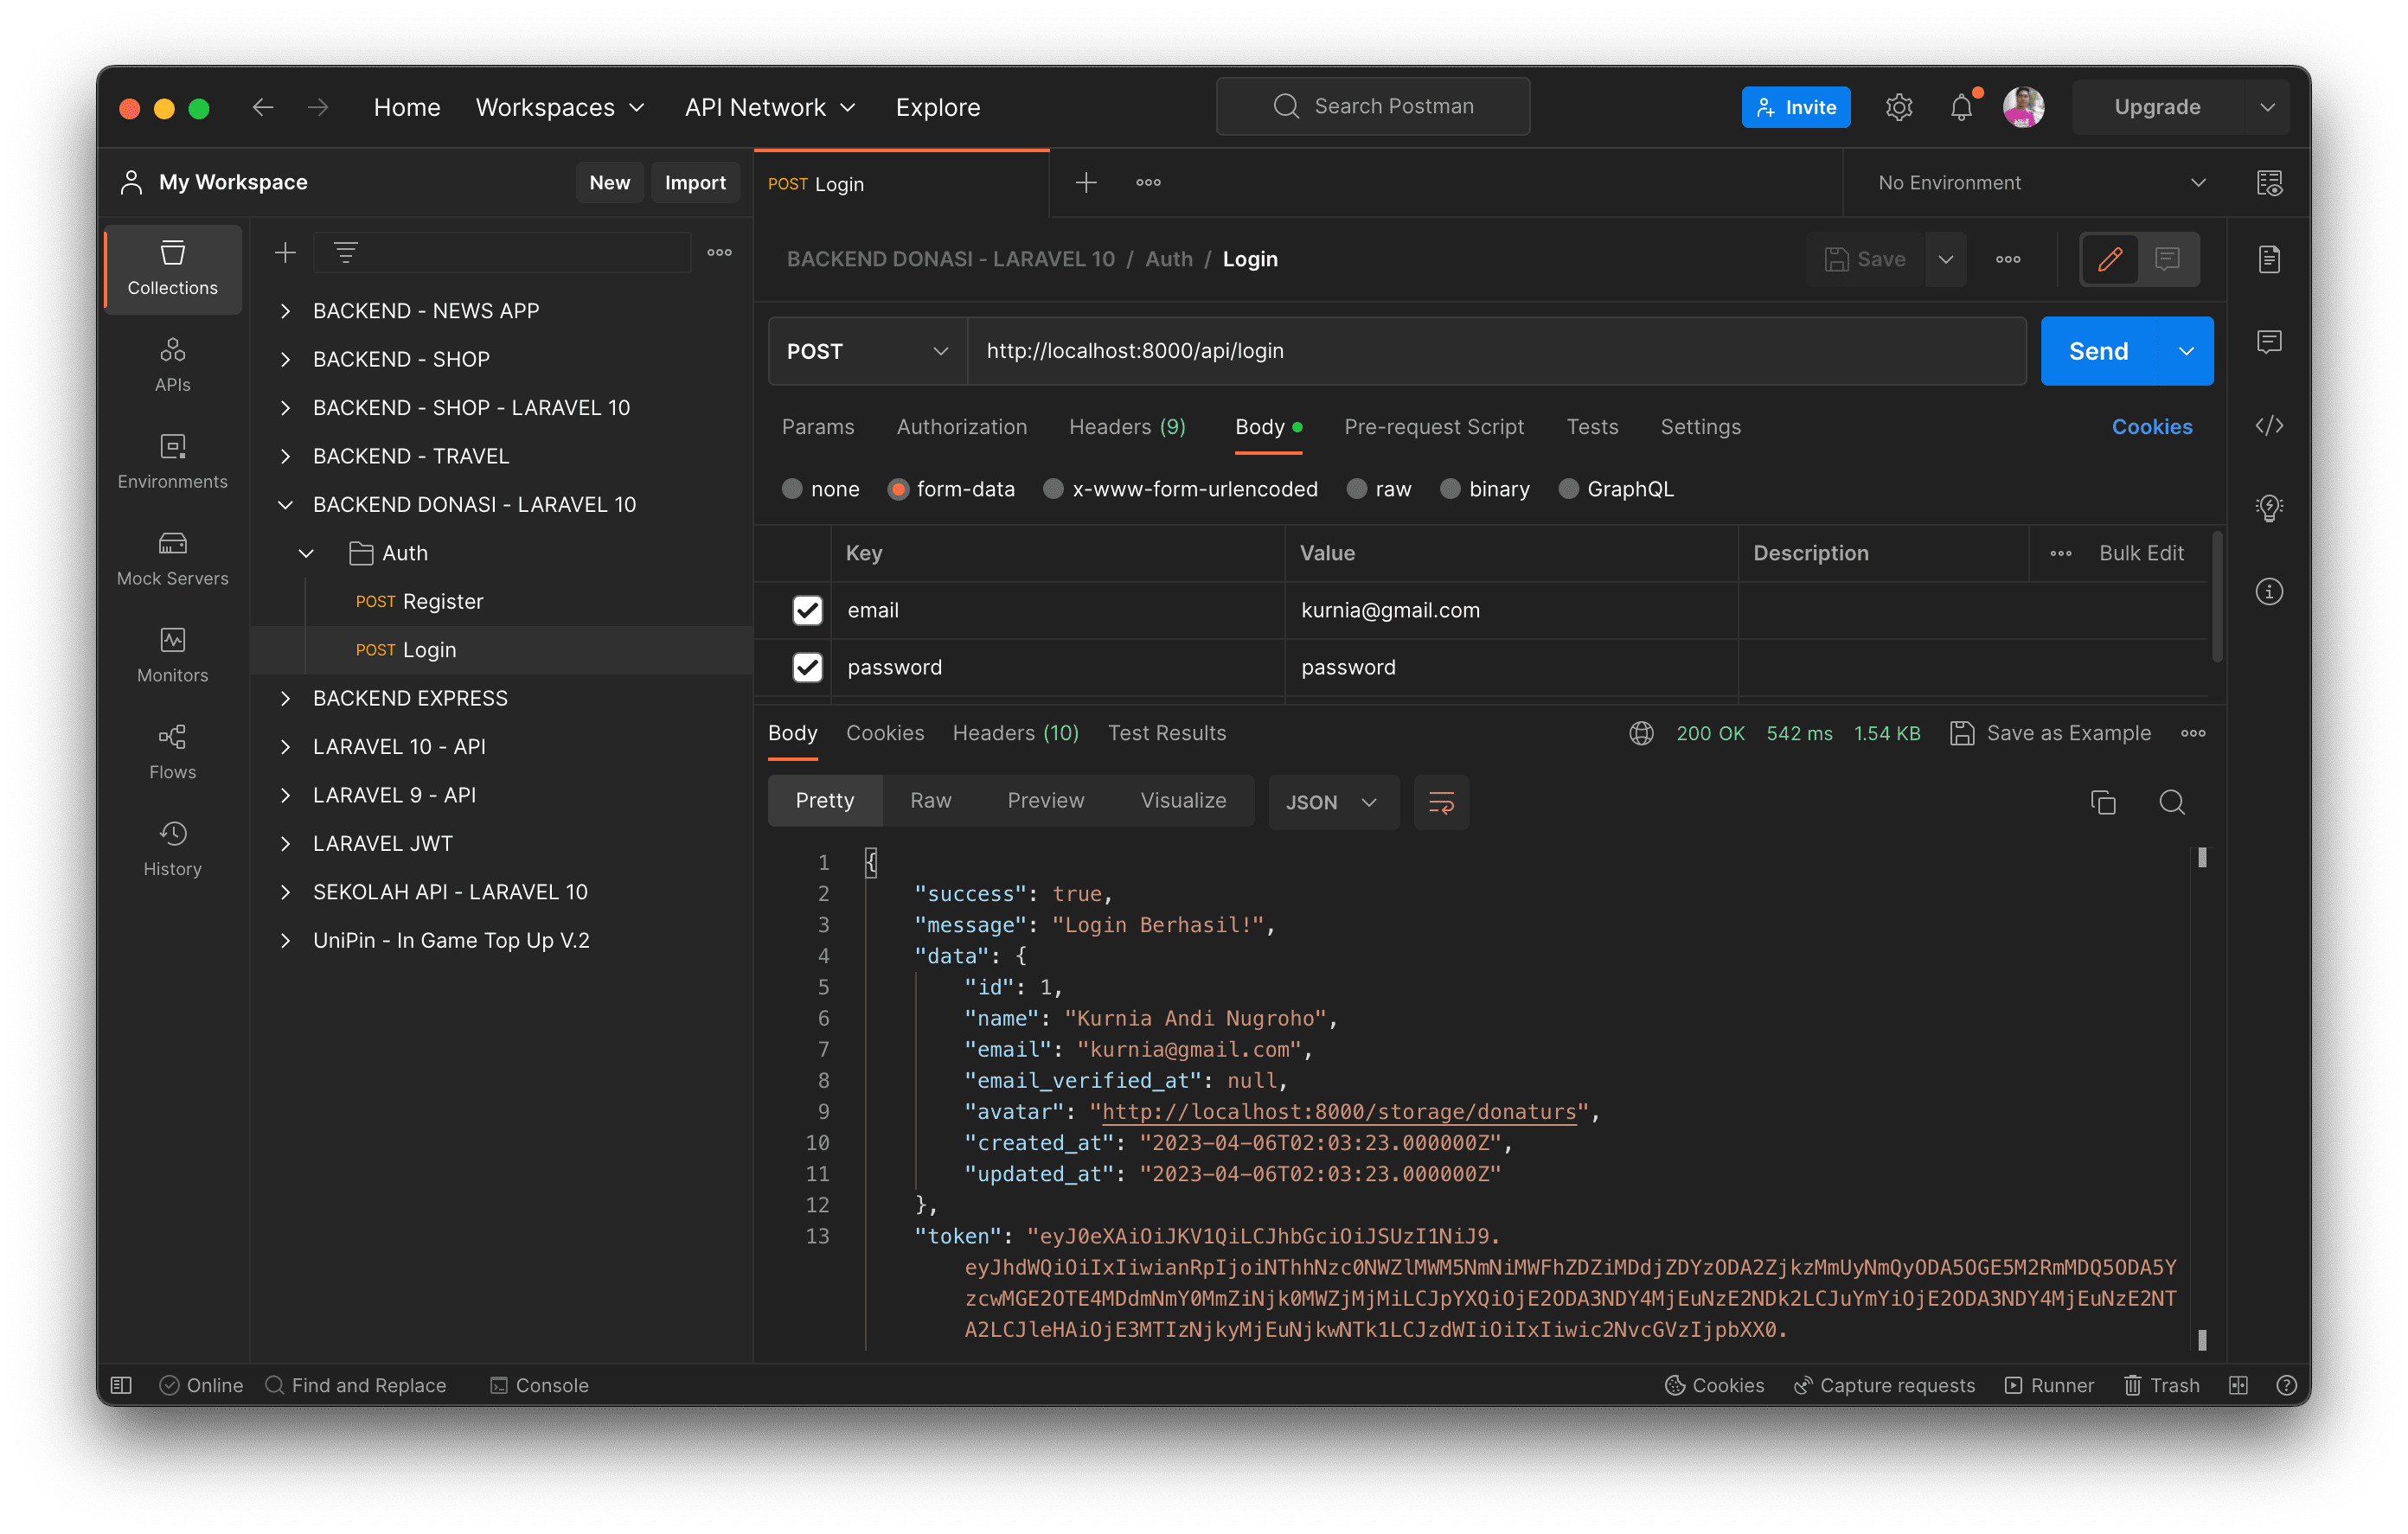 Home Workspaces API Network Explore Search Postman Invite Upgrade
My Workspace New Import
POST Login No Environment
Collections
APIs
Environments
Mock Servers
Monitors
Flows
History
BACKEND - NEWS APP
BACKEND - SHOP
BACKEND - SHOP - LARAVEL 10
BACKEND - TRAVEL
BACKEND DONASI - LARAVEL 10
Auth
POST Register
POST Login
BACKEND EXPRESS
LARAVEL 10 - API
LARAVEL 9 - API
LARAVEL JWT
SEKOLAH API - LARAVEL 10
UniPin - In Game Top Up V.2
BACKEND DONASI - LARAVEL 10 / Auth / Login Save
POST http://localhost:8000/api/login Send
Params Authorization Headers (9) Body Pre-request Script Tests Settings Cookies
none form-data x-www-form-urlencoded raw binary GraphQL
Key Value Description Bulk Edit
email kurnia@gmail.com
password password
Body Cookies Headers (10) Test Results 200 OK 542 ms 1.54 KB Save as Example
Pretty Raw Preview Visualize JSON
1 {
2 "success": true,
3 "message": "Login Berhasil!",
4 "data": {
5 "id": 1,
6 "name": "Kurnia Andi Nugroho",
7 "email": "kurnia@gmail.com",
8 "email_verified_at": null,
9 "avatar": "http://localhost:8000/storage/donaturs",
10 "created_at": "2023-04-06T02:03:23.000000Z",
11 "updated_at": "2023-04-06T02:03:23.000000Z"
12 },
13 "token": "eyJ0eXAiOiJKV1QiLCJhbGciOiJSUzI1NiJ9.
eyJhdWQiOiIxIiwianRpIjoiNThhNzc0NWZlMWM5NmNiMWFhZDZiMDdjZDYzODA2ZjkzMmUyNmQyODA5OGE5M2RmMDQ5ODA5Y
zcwMGE2OTE4MDdmNmY0MmZiNjk0MWZjMjMiLCJpYXQiOjE2ODA3NDY4MjEuNzE2NDk2LCJuYmYiOjE2ODA3NDY4MjEuNzE2NT
A2LCJleHAiOjE3MTIzNjkyMjEuNjkwNTk1LCJzdWIiOiIxIiwic2NvcGVzIjpbXX0.
Online Find and Replace Console Cookies Capture requests Runner Trash